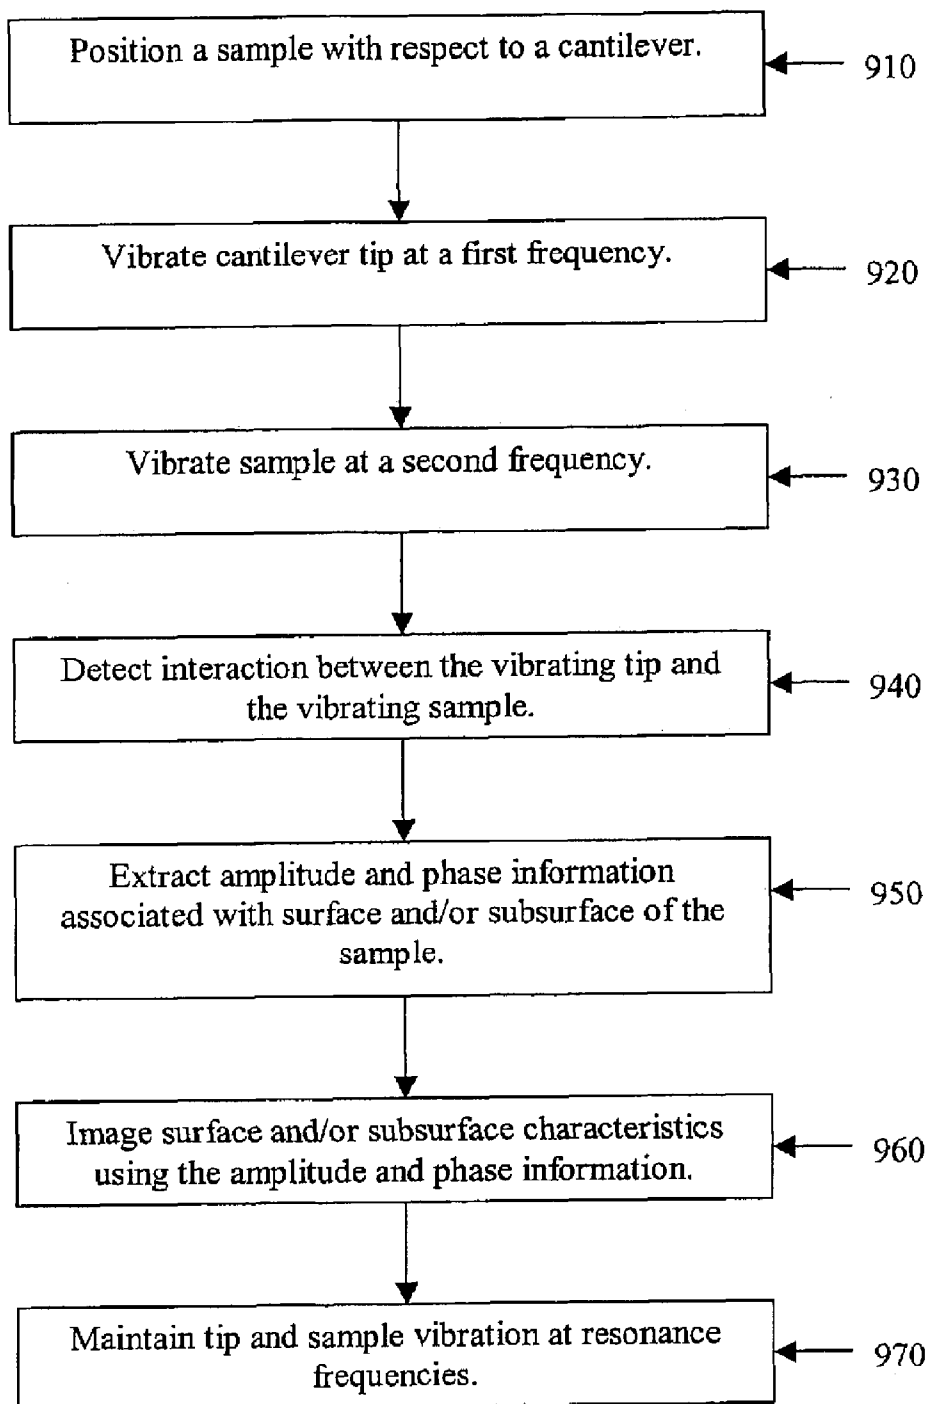 Position a sample with respect to a cantilever.
910
Vibrate cantilever tip at a first frequency.
920
Vibrate sample at a second frequency.
930
Detect interaction between the vibrating tip and
the vibrating sample.
940
Extract amplitude and phase information
associated with surface and/or subsurface of the
sample.
950
Image surface and/or subsurface characteristics
using the amplitude and phase information.
960
Maintain tip and sample vibration at resonance
frequencies.
970